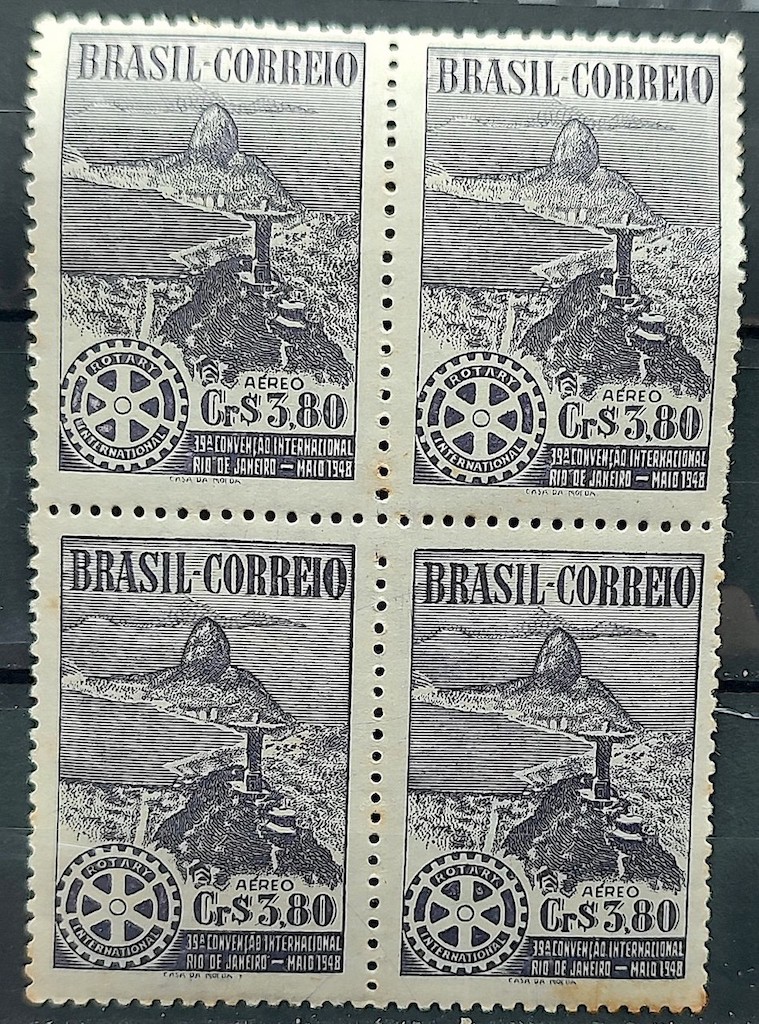 BRASIL-CORREIO
ROTARY
INTERNATIONAL
AÉREO
Cr$ 3,80
39ª CONVENÇÃO INTERNACIONAL
RIO DE JANEIRO — MAIO 1948
CASA DA MOEDA
BRASIL-CORREIO
ROTARY
INTERNATIONAL
AÉREO
Cr$ 3,80
39ª CONVENÇÃO INTERNACIONAL
RIO DE JANEIRO — MAIO 1948
CASA DA MOEDA
BRASIL-CORREIO
ROTARY
INTERNATIONAL
AÉREO
Cr$ 3,80
39ª CONVENÇÃO INTERNACIONAL
RIO DE JANEIRO — MAIO 1948
CASA DA MOEDA
BRASIL-CORREIO
ROTARY
INTERNATIONAL
AÉREO
Cr$ 3,80
39ª CONVENÇÃO INTERNACIONAL
RIO DE JANEIRO — MAIO 1948
CASA DA MOEDA